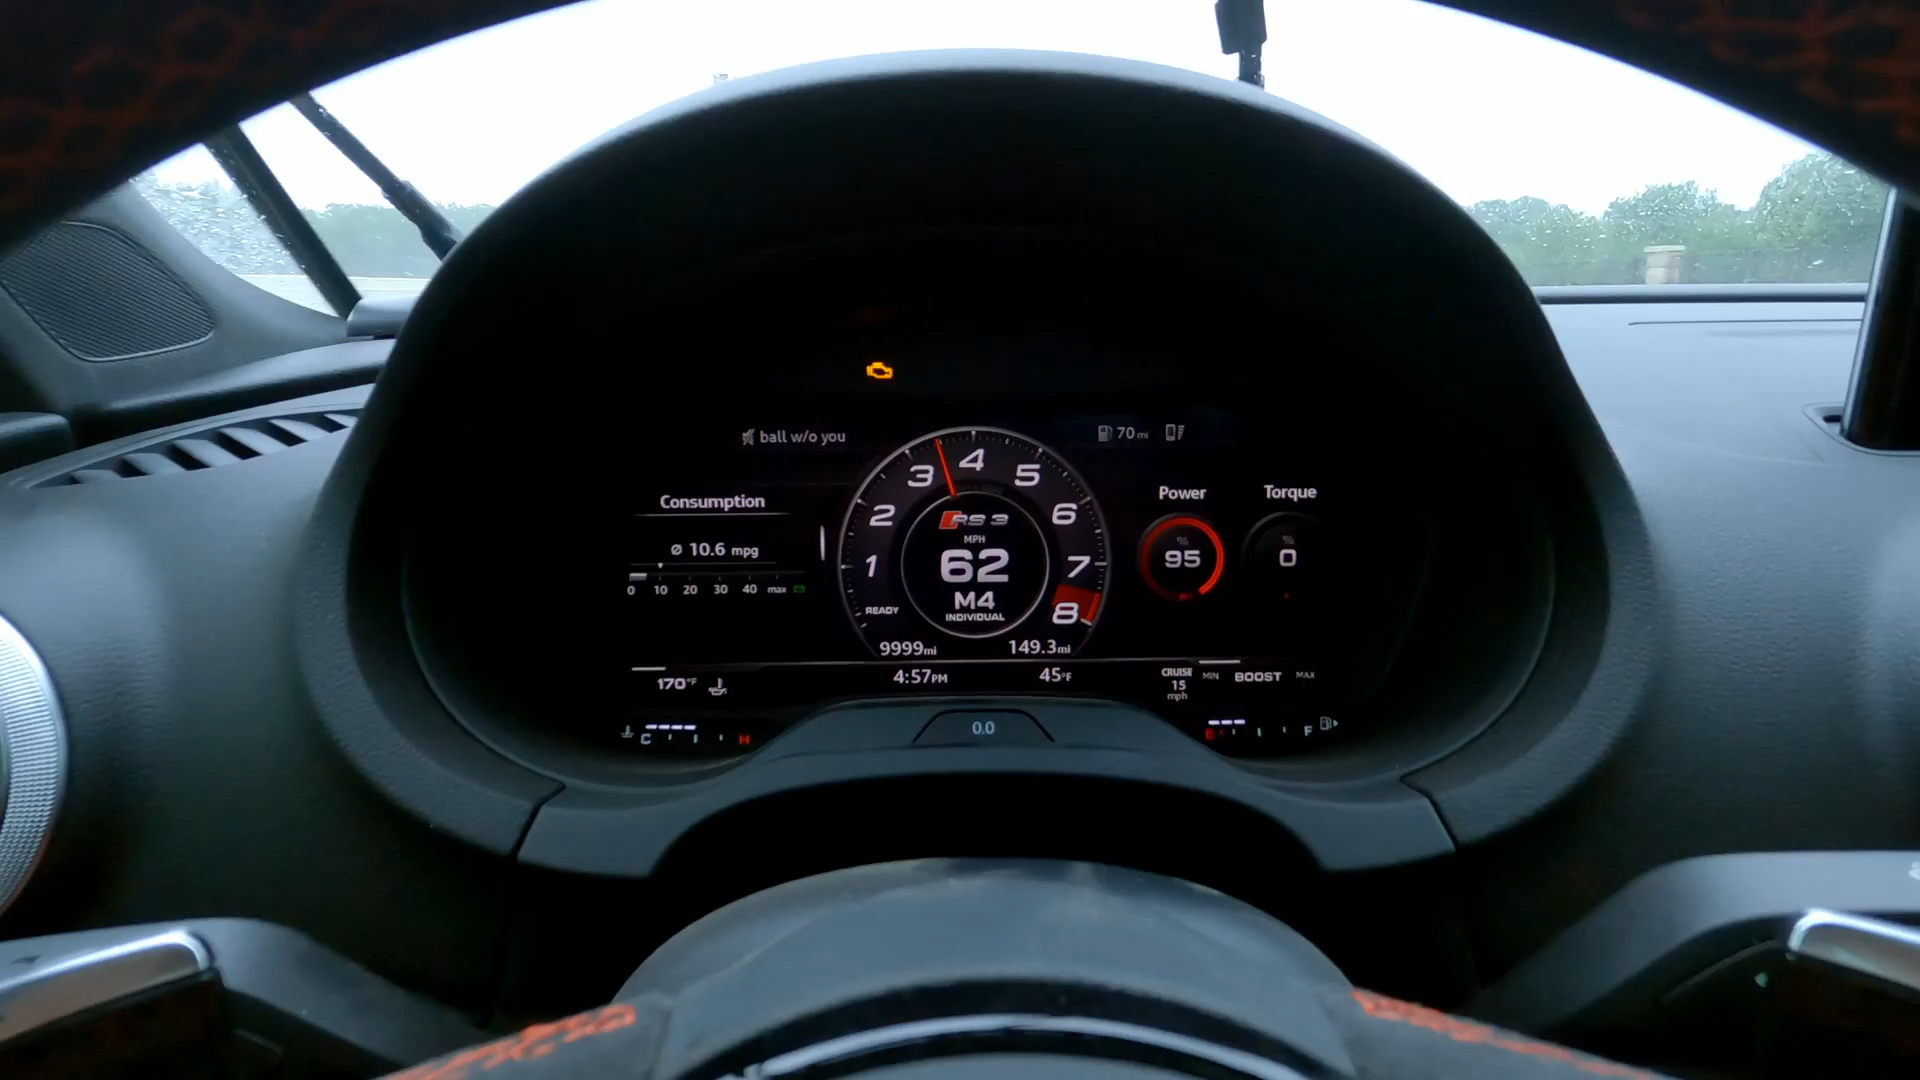 ball w/o you
70 mi
Consumption
Ø 10.6 mpg
0 10 20 30 40 max
1 2 3 4 5 6 7 8
RS 3
MPH
62
M4
INDIVIDUAL
READY
9999mi
149.3mi
Power
%
95
Torque
%
0
170°F
4:57PM
45°F
CRUISE
15
mph
MIN BOOST MAX
C H
F
0.0